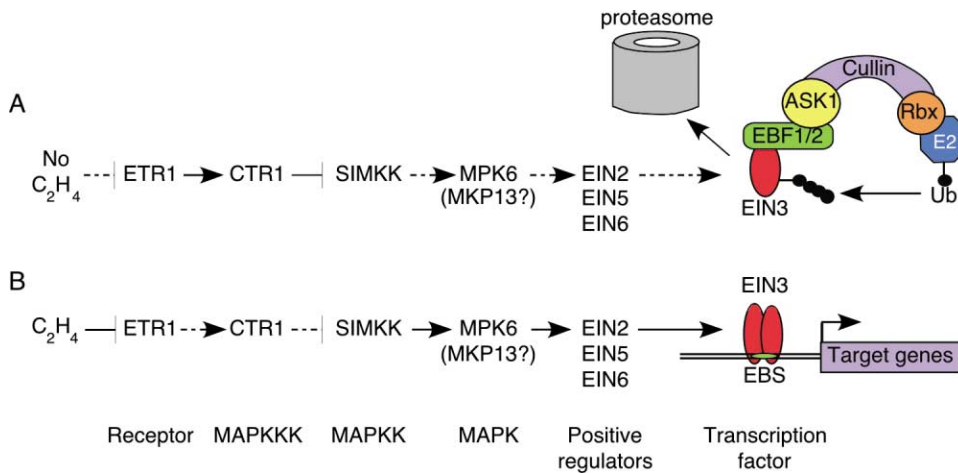 proteasome
Cullin
A
ASK1
Rbx
EBF1/2
E2
No
C2H4
ETR1
CTR1
SIMKK
MPK6
(MKP13?)
EIN2
EIN5
EIN6
EIN3
Ub
B
EIN3
C2H4
ETR1
CTR1
SIMKK
MPK6
(MKP13?)
EIN2
EIN5
EIN6
EBS
Target genes
Receptor
MAPKKK
MAPKK
MAPK
Positive
regulators
Transcription
factor